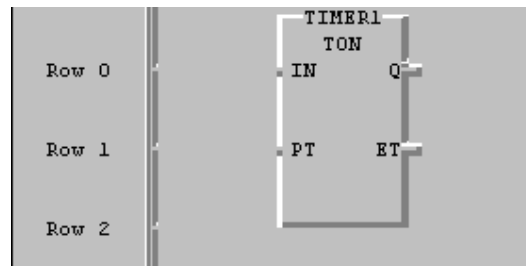 TIMER1
TON
Row 0 IN Q
Row 1 PT ET
Row 2